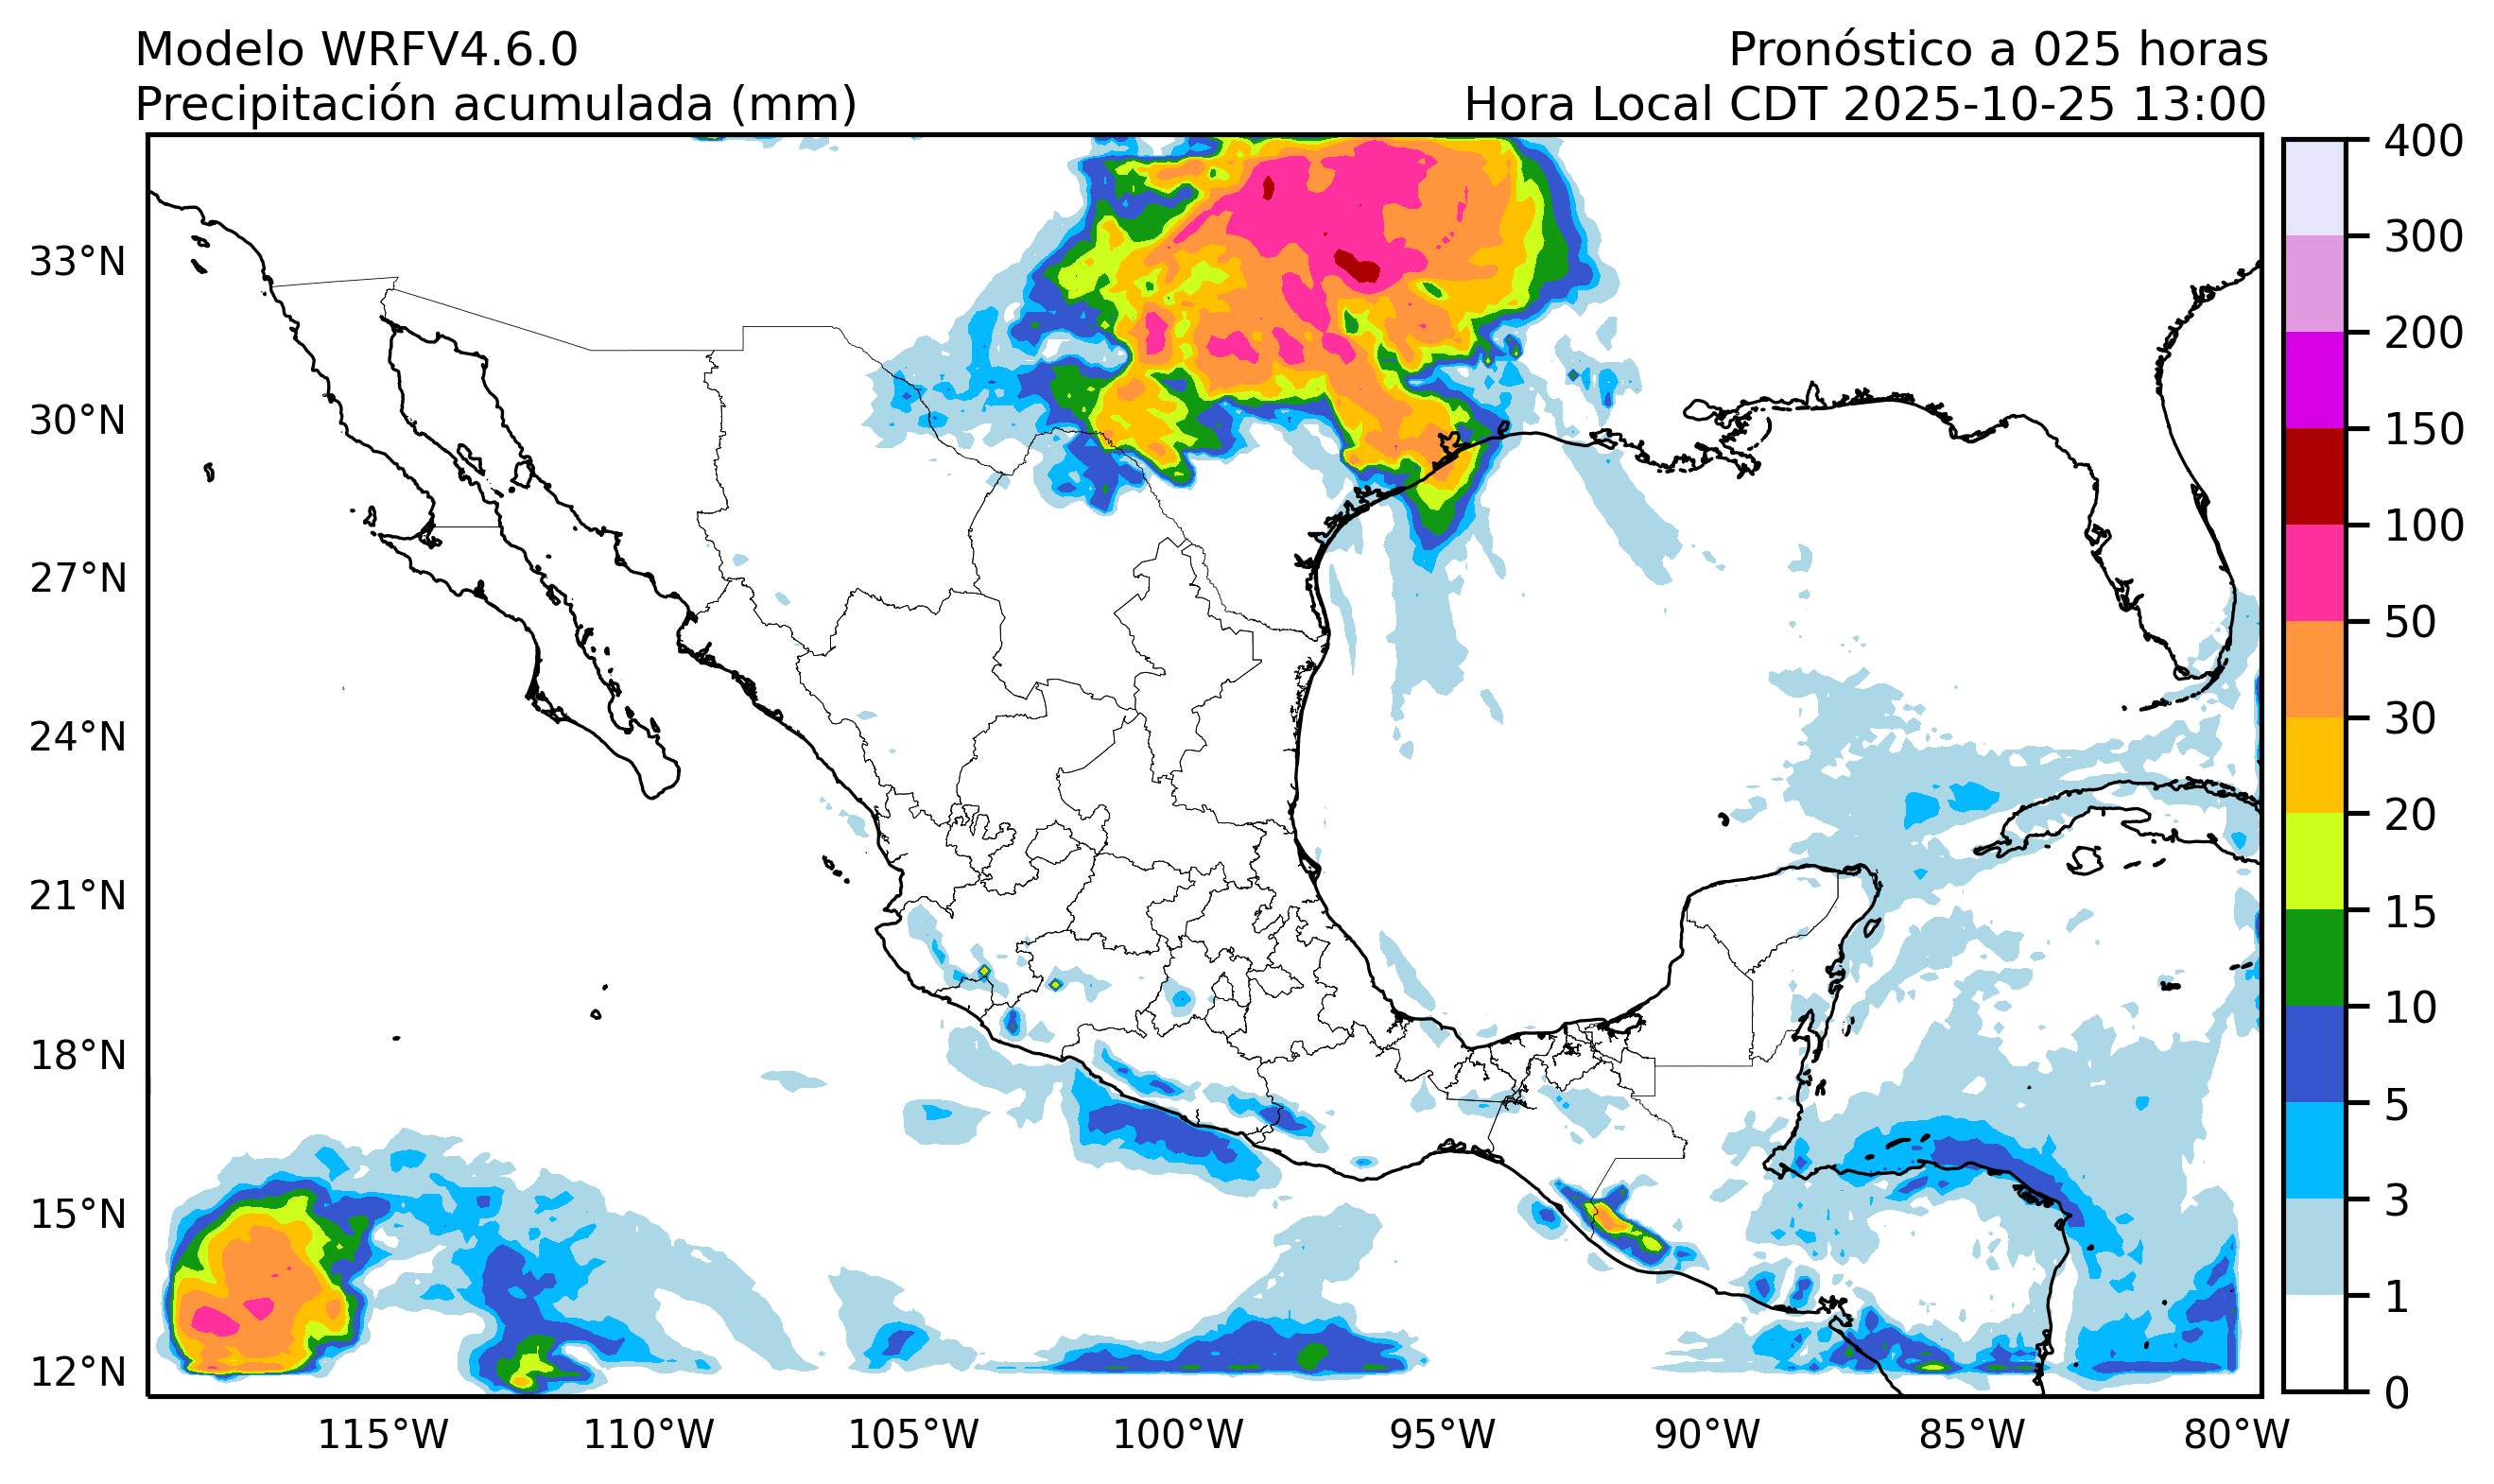 Modelo WRFV4.6.0
Pronóstico a 025 horas
Precipitación acumulada (mm)
Hora Local CDT 2025-10-25 13:00
400
300
200
150
100
50
30
20
15
10
5
3
1
0
33°N
30°N
27°N
24°N
21°N
18°N
15°N
12°N
115°W
110°W
105°W
100°W
95°W
90°W
85°W
80°W